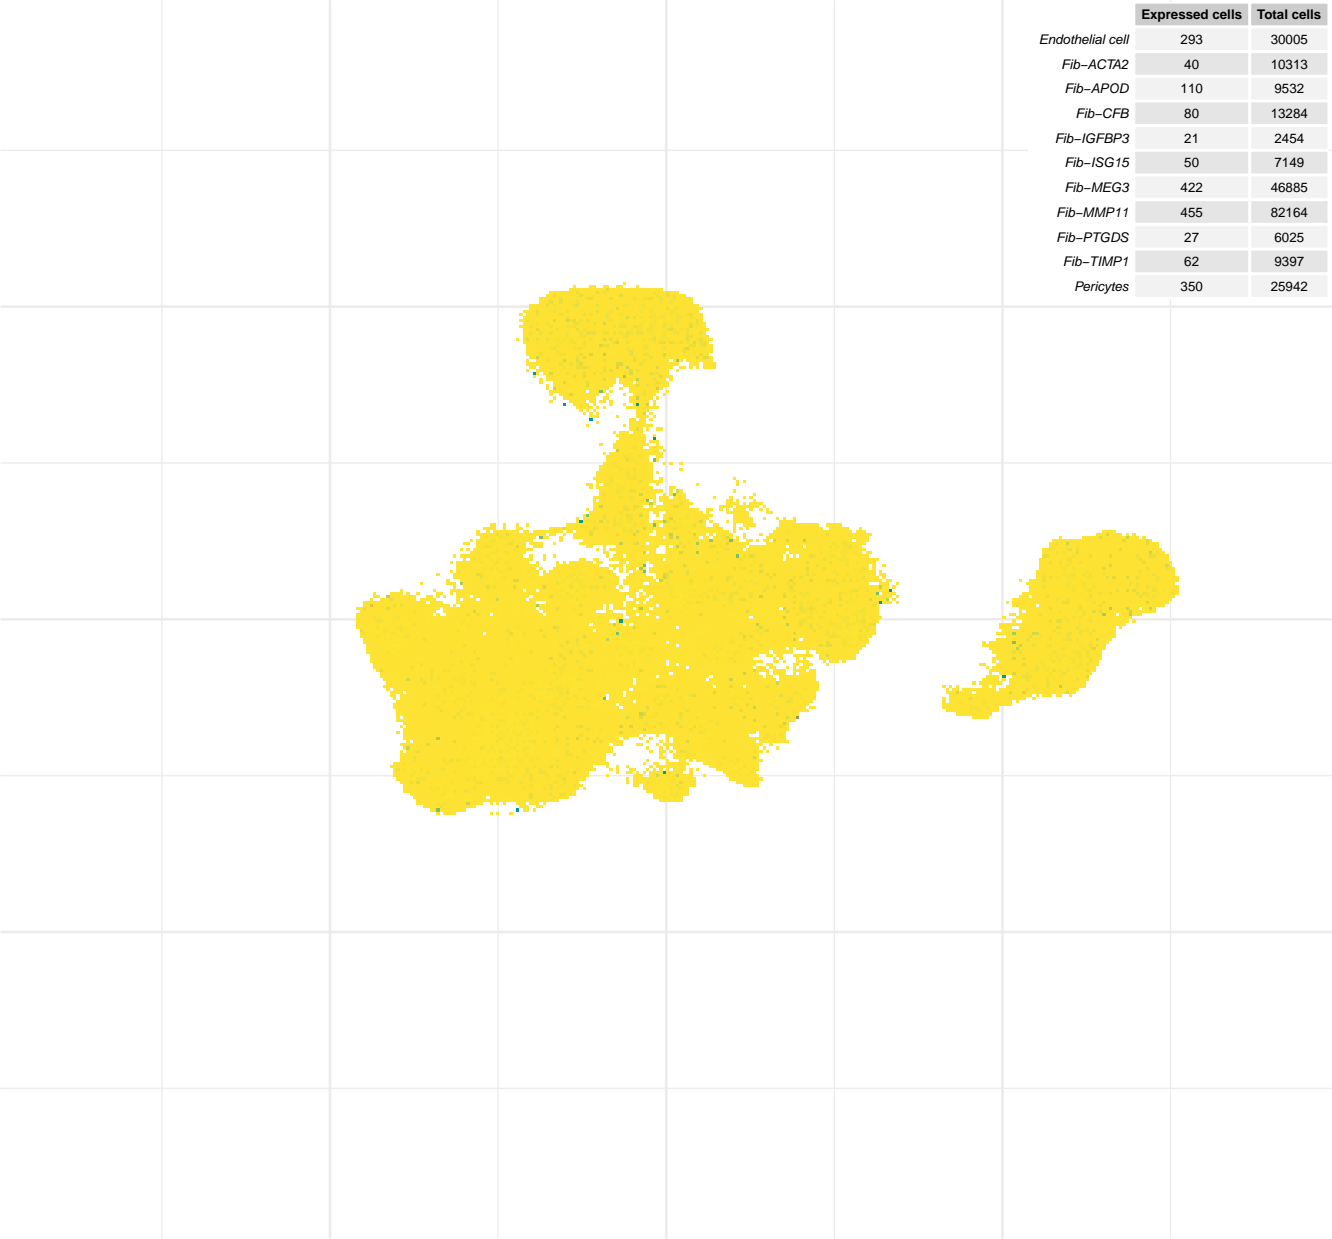 Expressed cells Total cells
Endothelial cell 293 30005
Fib−ACTA2 40 10313
Fib−APOD 110 9532
Fib−CFB 80 13284
Fib−IGFBP3 21 2454
Fib−ISG15 50 7149
Fib−MEG3 422 46885
Fib−MMP11 455 82164
Fib−PTGDS 27 6025
Fib−TIMP1 62 9397
Pericytes 350 25942